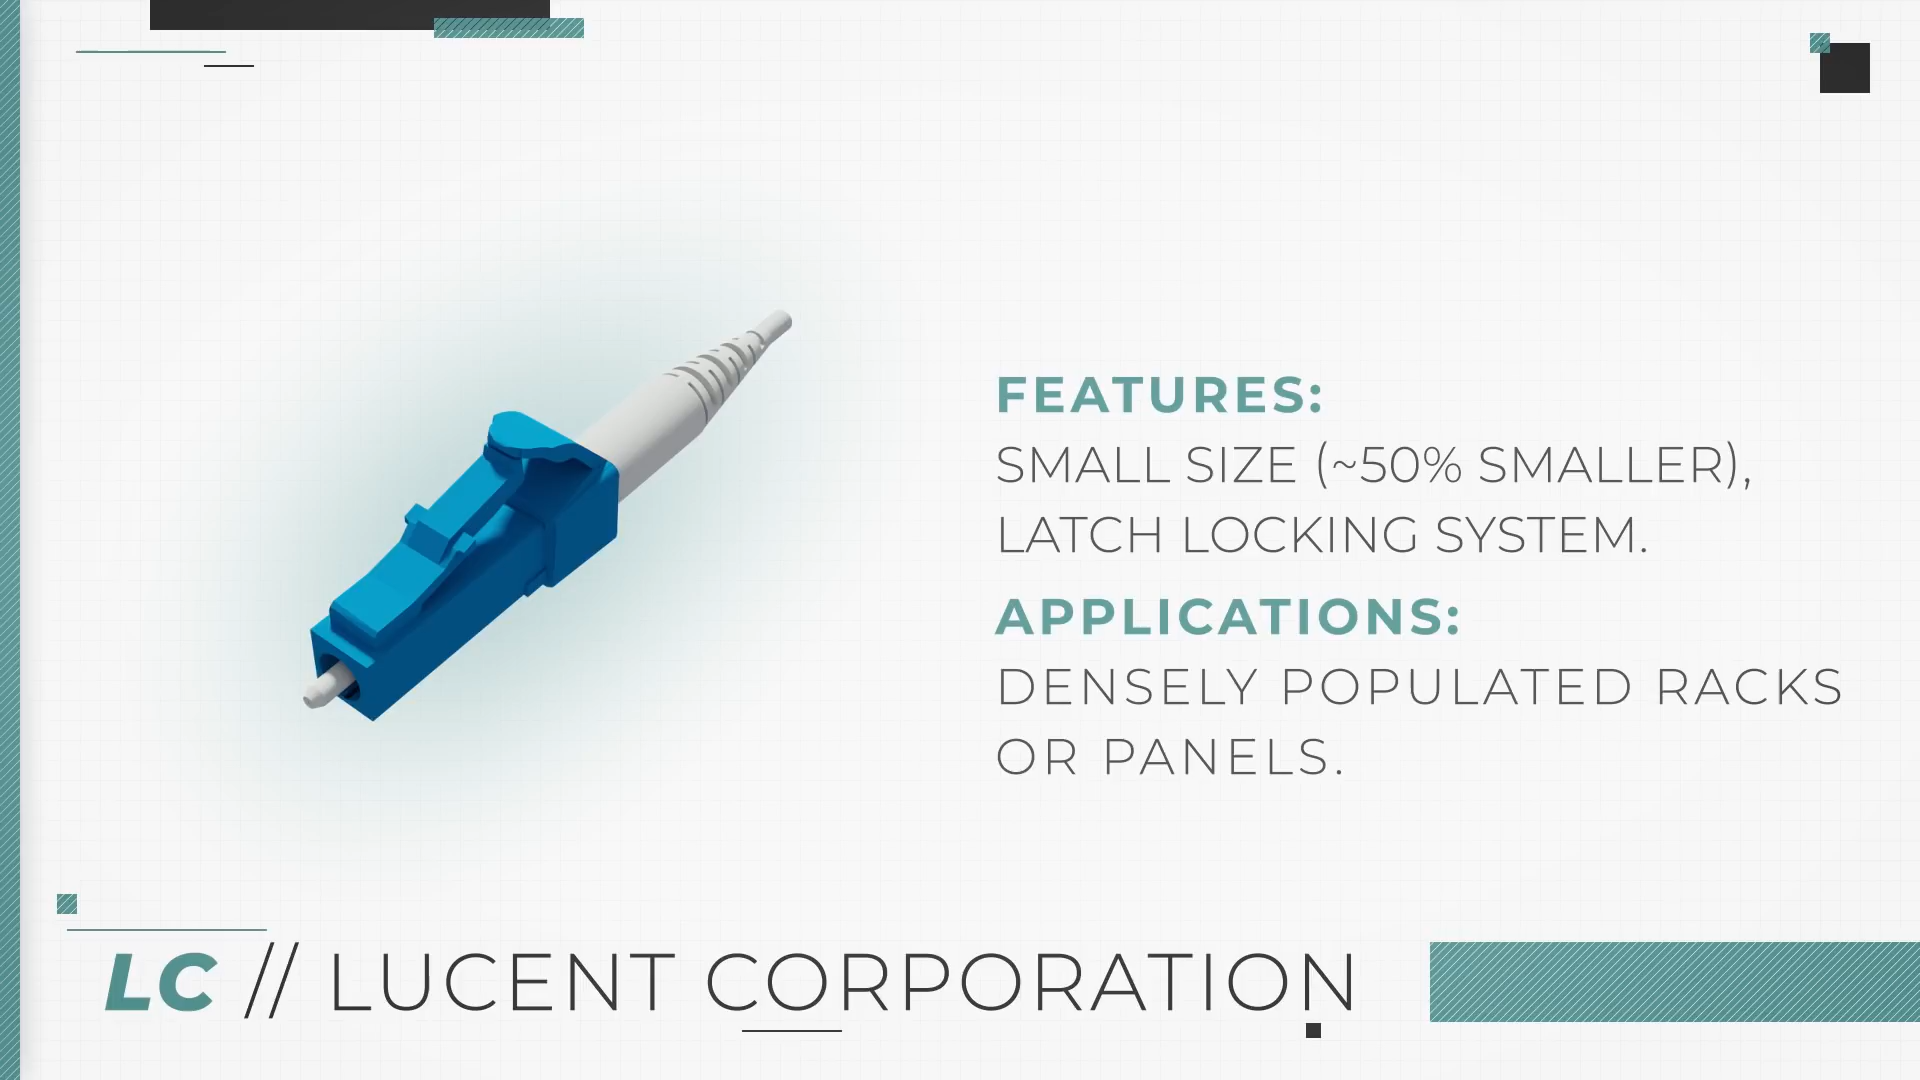 FEATURES:
SMALL SIZE (~50% SMALLER),
LATCH LOCKING SYSTEM.
APPLICATIONS:
DENSELY POPULATED RACKS
OR PANELS.
LC // LUCENT CORPORATION